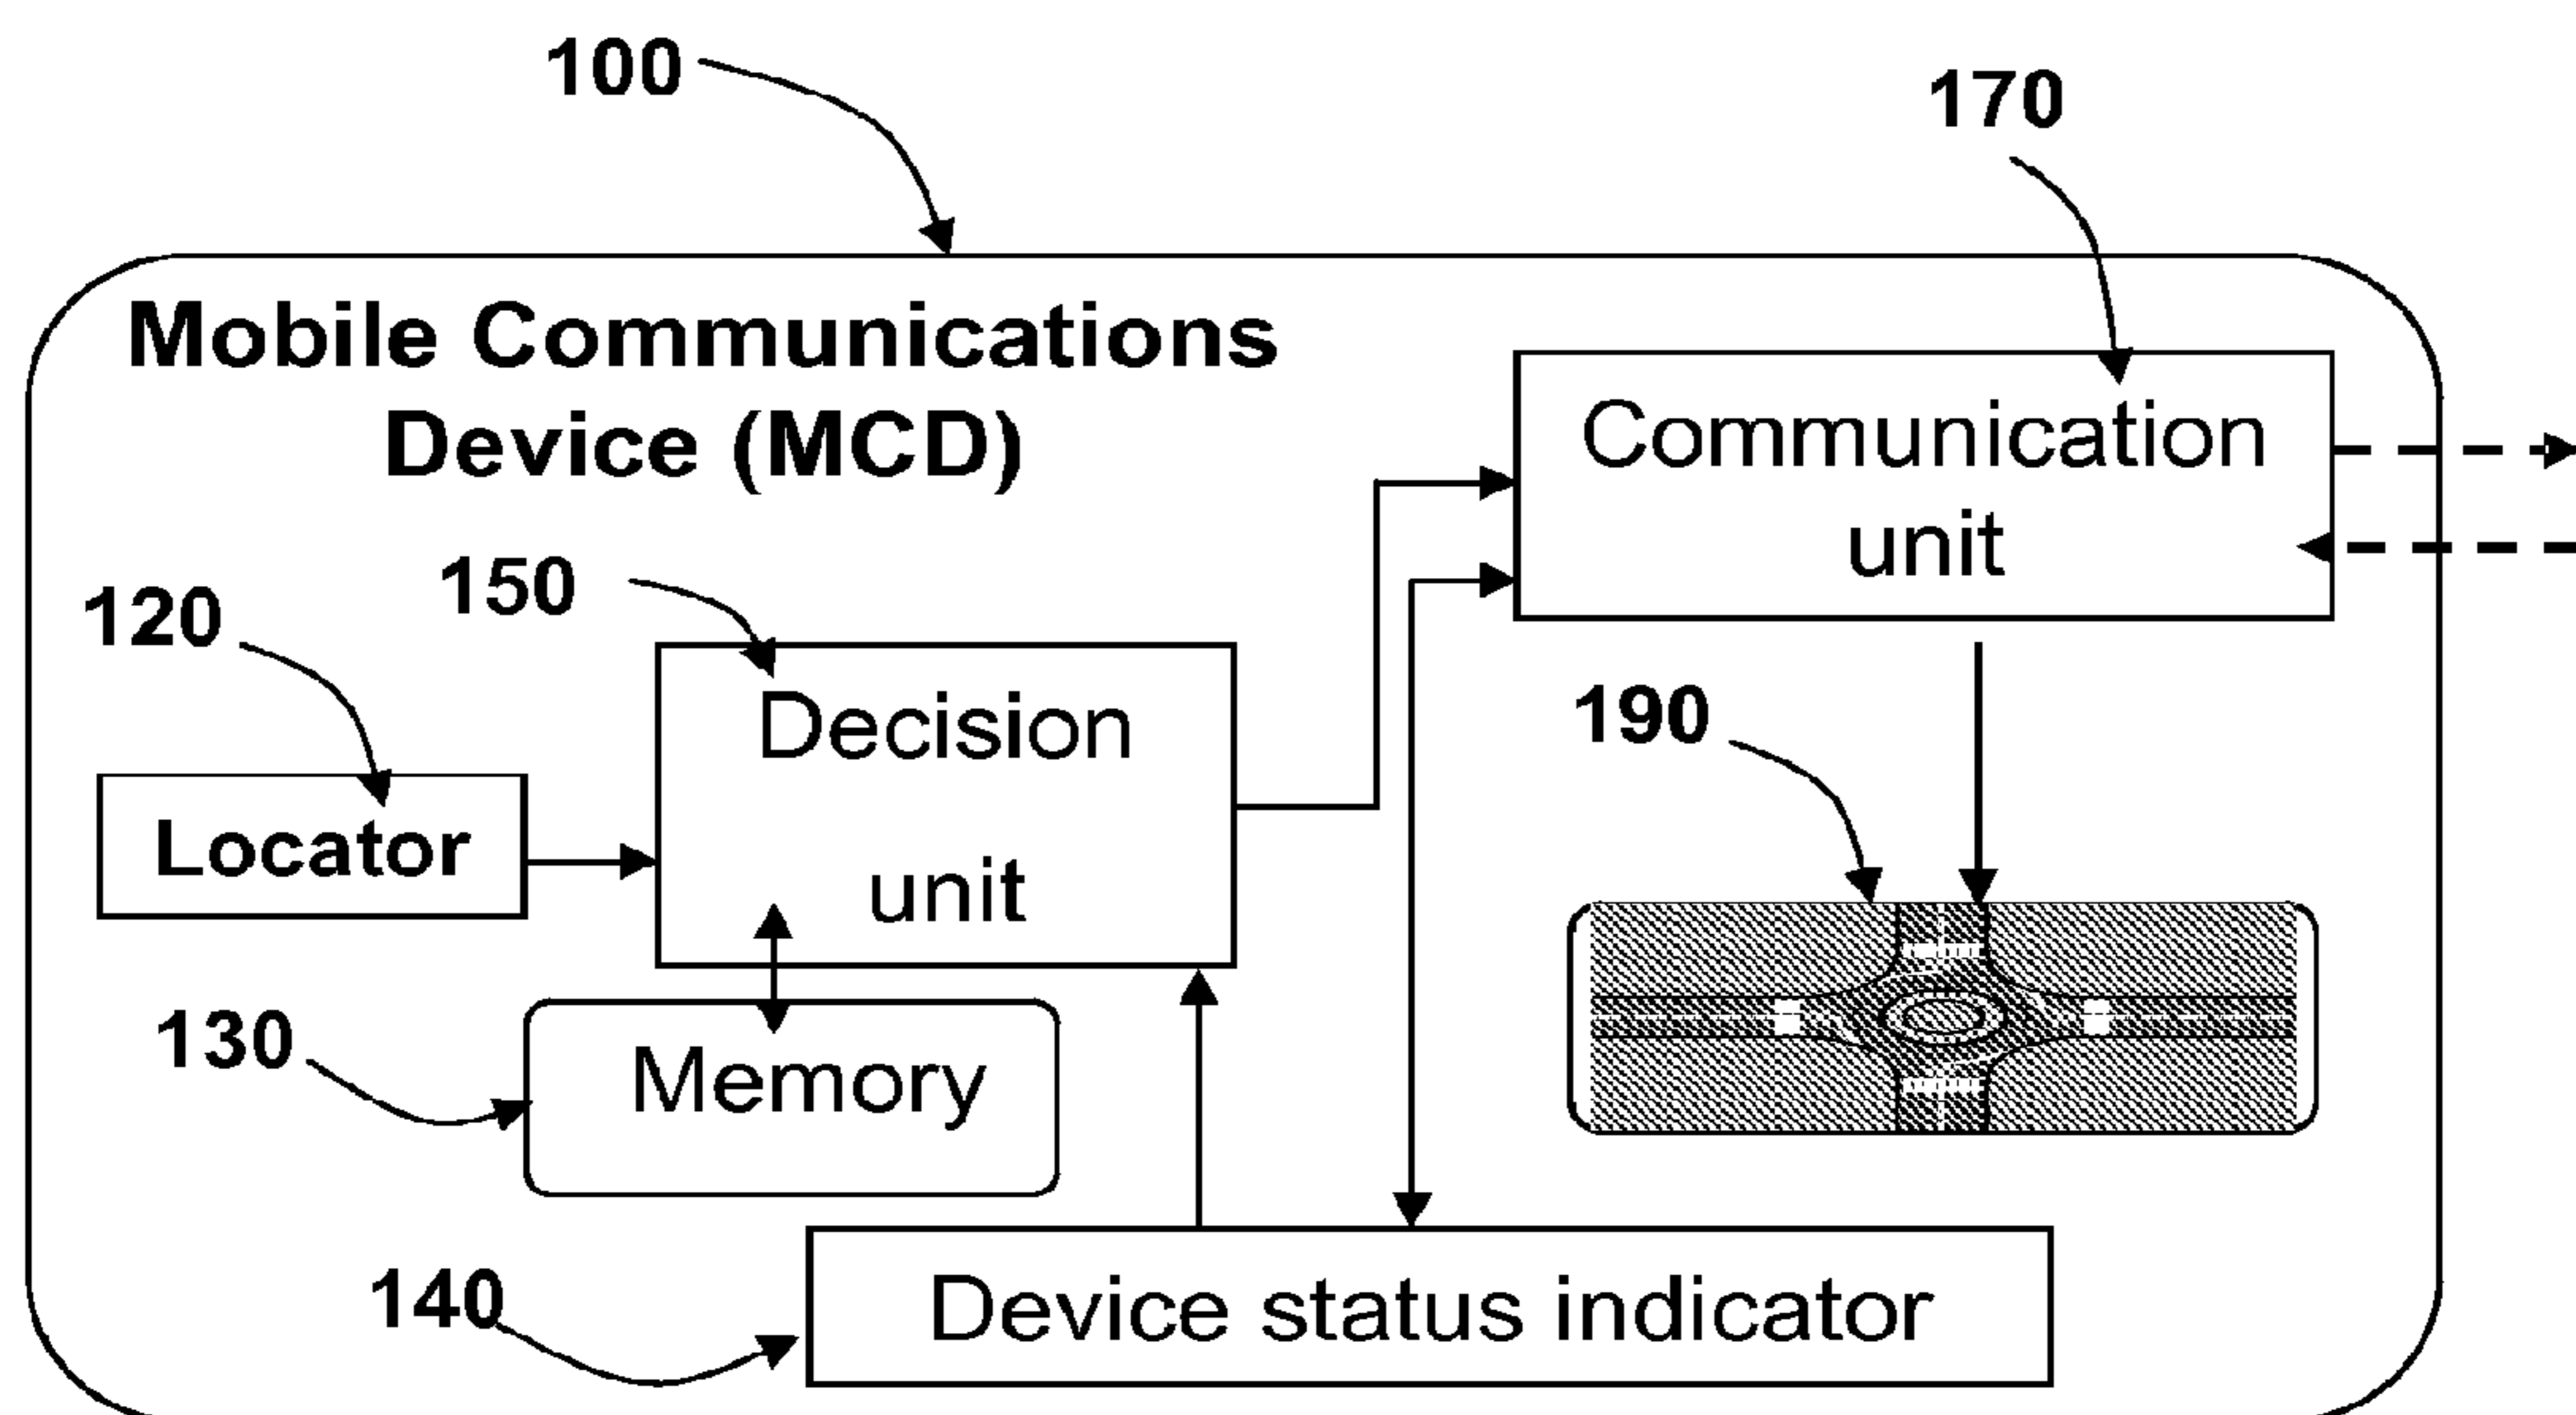 100
170
Mobile Communications
Device (MCD)
Communication
unit
150
120
Decision
unit
190
Locator
130
Memory
140
Device status indicator